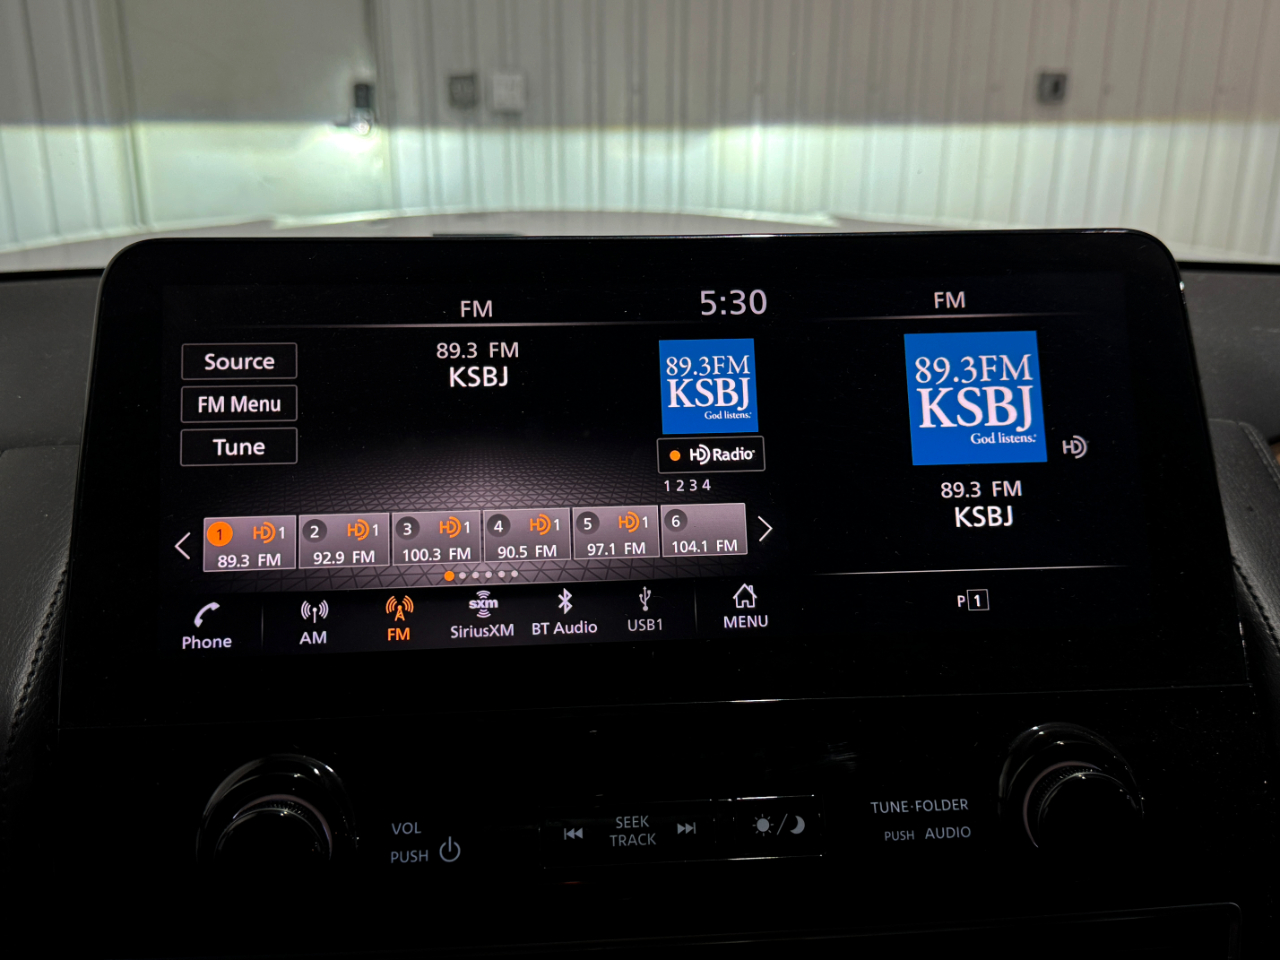 FM
5:30
FM
89.3 FM
KSBJ
Source
FM Menu
Tune
89.3FM
KSBJ
God listens.
HD Radio
1 2 3 4
89.3FM
KSBJ
God listens.
HD
89.3 FM
KSBJ
P 1
1 HD 1
89.3 FM
2 HD 1
92.9 FM
3 HD 1
100.3 FM
4 HD 1
90.5 FM
5 HD 1
97.1 FM
6
104.1 FM
Phone
AM
FM
sxm
SiriusXM
BT Audio
USB1
MENU
VOL
PUSH
SEEK
TRACK
TUNE·FOLDER
PUSH AUDIO